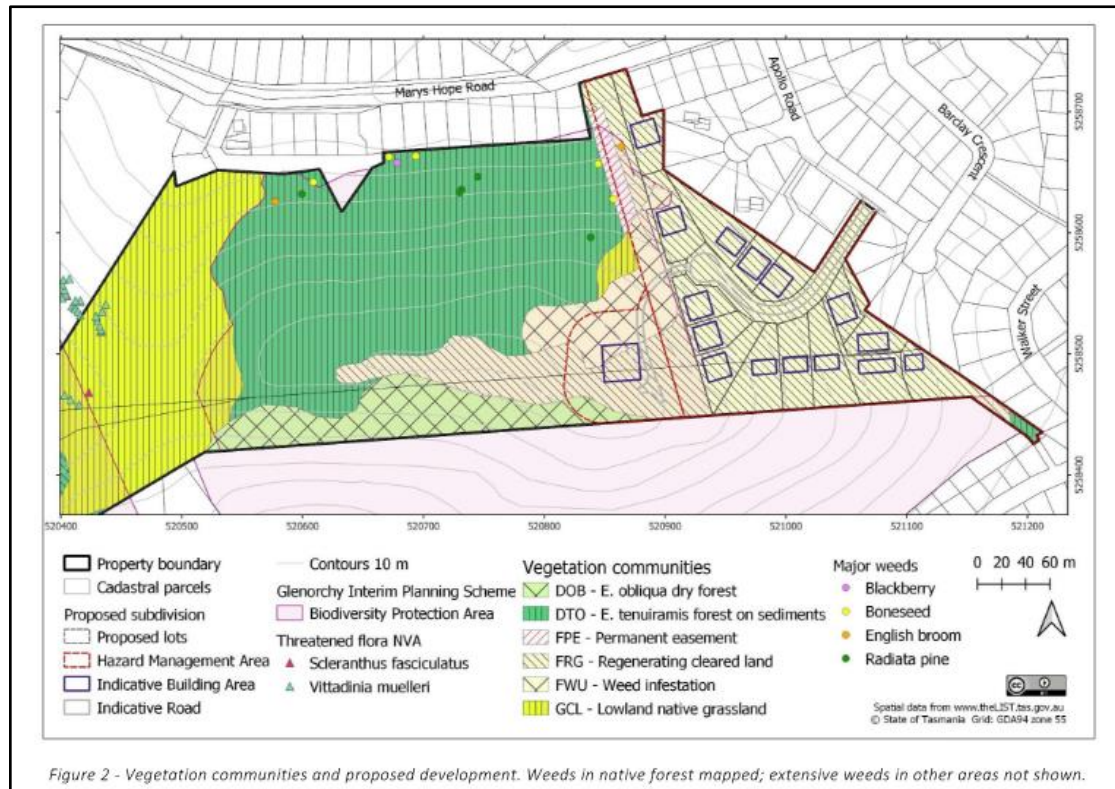 Marys Hope Road
Apollo Road
Barclay Crescent
Walker Street
5258700
5258600
5258500
5258400
520400
520500
520600
520700
520800
520900
521000
521100
521200
Property boundary
Cadastral parcels
Proposed subdivision
Proposed lots
Hazard Management Area
Indicative Building Area
Indicative Road
Contours 10 m
Glenorchy Interim Planning Scheme
Biodiversity Protection Area
Threatened flora NVA
Scleranthus fasciculatus
Vittadinia muelleri
Vegetation communities
DOB - E. obliqua dry forest
DTO - E. tenuiramis forest on sediments
FPE - Permanent easement
FRG - Regenerating cleared land
FWU - Weed infestation
GCL - Lowland native grassland
Major weeds
Blackberry
Boneseed
English broom
Radiata pine
0 20 40 60 m
cc
BY
Spatial data from www.theLIST.tas.gov.au
© State of Tasmania Grid: GDA94 zone 55
Figure 2 - Vegetation communities and proposed development. Weeds in native forest mapped; extensive weeds in other areas not shown.